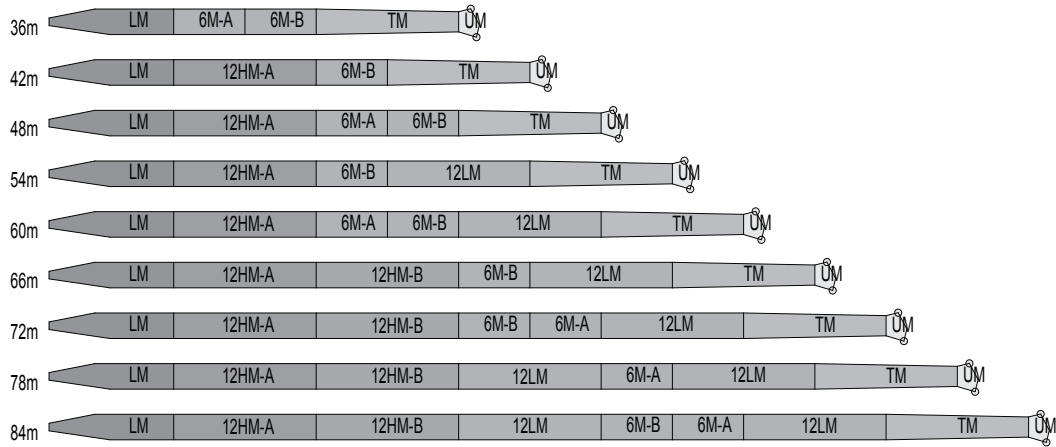 36m LM 6M-A 6M-B TM UM
42m LM 12HM-A 6M-B TM UM
48m LM 12HM-A 6M-A 6M-B TM UM
54m LM 12HM-A 6M-B 12LM TM UM
60m LM 12HM-A 6M-A 6M-B 12LM TM UM
66m LM 12HM-A 12HM-B 6M-B 12LM TM UM
72m LM 12HM-A 12HM-B 6M-B 6M-A 12LM TM UM
78m LM 12HM-A 12HM-B 12LM 6M-A 12LM TM UM
84m LM 12HM-A 12HM-B 12LM 6M-B 6M-A 12LM TM UM